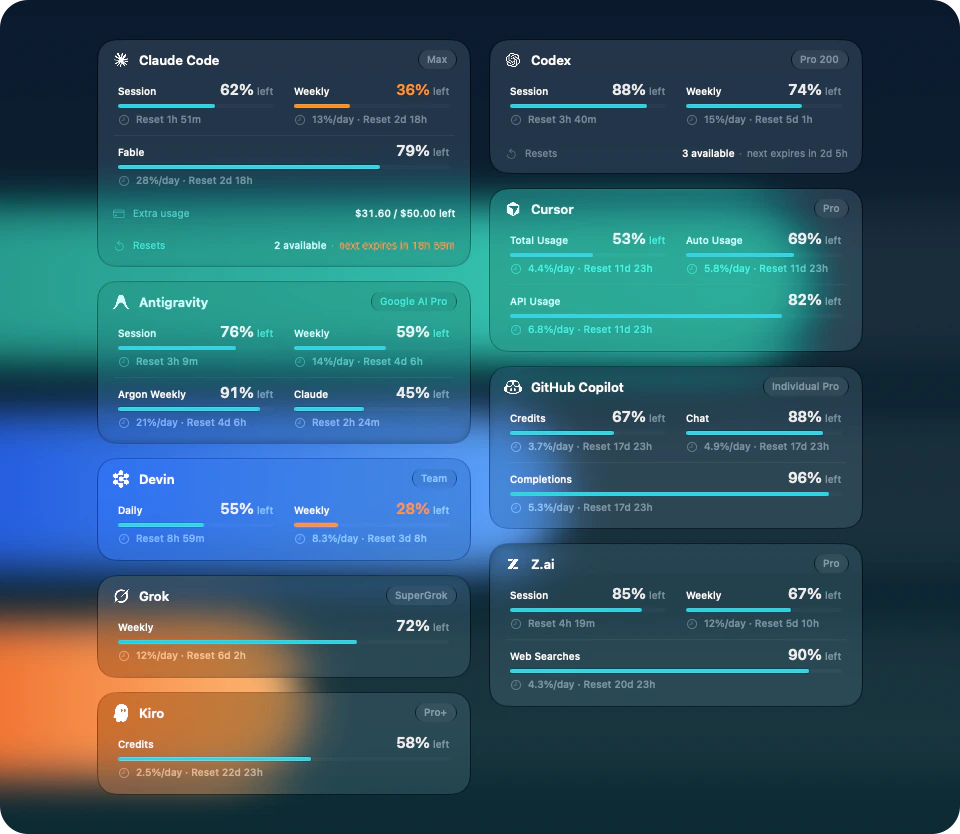 Claude Code Max
Session 62% left Weekly 36% left
Reset 1h 51m 13%/day · Reset 2d 18h
Fable 79% left
28%/day · Reset 2d 18h
Extra usage $31.60 / $50.00 left
Resets 2 available · next expires in 18h 59m
Antigravity Google AI Pro
Session 76% left Weekly 59% left
Reset 3h 9m 14%/day · Reset 4d 6h
Argon Weekly 91% left Claude 45% left
21%/day · Reset 4d 6h Reset 2h 24m
Devin Team
Daily 55% left Weekly 28% left
Reset 8h 59m 8.3%/day · Reset 3d 8h
Grok SuperGrok
Weekly 72% left
12%/day · Reset 6d 2h
Kiro Pro+
Credits 58% left
2.5%/day · Reset 22d 23h
Codex Pro 200
Session 88% left Weekly 74% left
Reset 3h 40m 15%/day · Reset 5d 1h
Resets 3 available · next expires in 2d 5h
Cursor Pro
Total Usage 53% left Auto Usage 69% left
4.4%/day · Reset 11d 23h 5.8%/day · Reset 11d 23h
API Usage 82% left
6.8%/day · Reset 11d 23h
GitHub Copilot Individual Pro
Credits 67% left Chat 88% left
3.7%/day · Reset 17d 23h 4.9%/day · Reset 17d 23h
Completions 96% left
5.3%/day · Reset 17d 23h
Z.ai Pro
Session 85% left Weekly 67% left
Reset 4h 19m 12%/day · Reset 5d 10h
Web Searches 90% left
4.3%/day · Reset 20d 23h